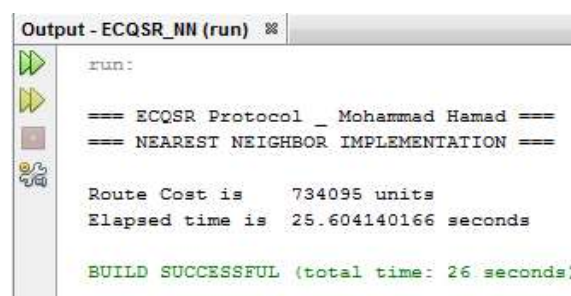 Output - ECQSR_NN (run)
run:
=== ECQSR Protocol _ Mohammad Hamad ===
=== NEAREST NEIGHBOR IMPLEMENTATION ===
Route Cost is 734095 units
Elapsed time is 25.604140166 seconds
BUILD SUCCESSFUL (total time: 26 seconds)